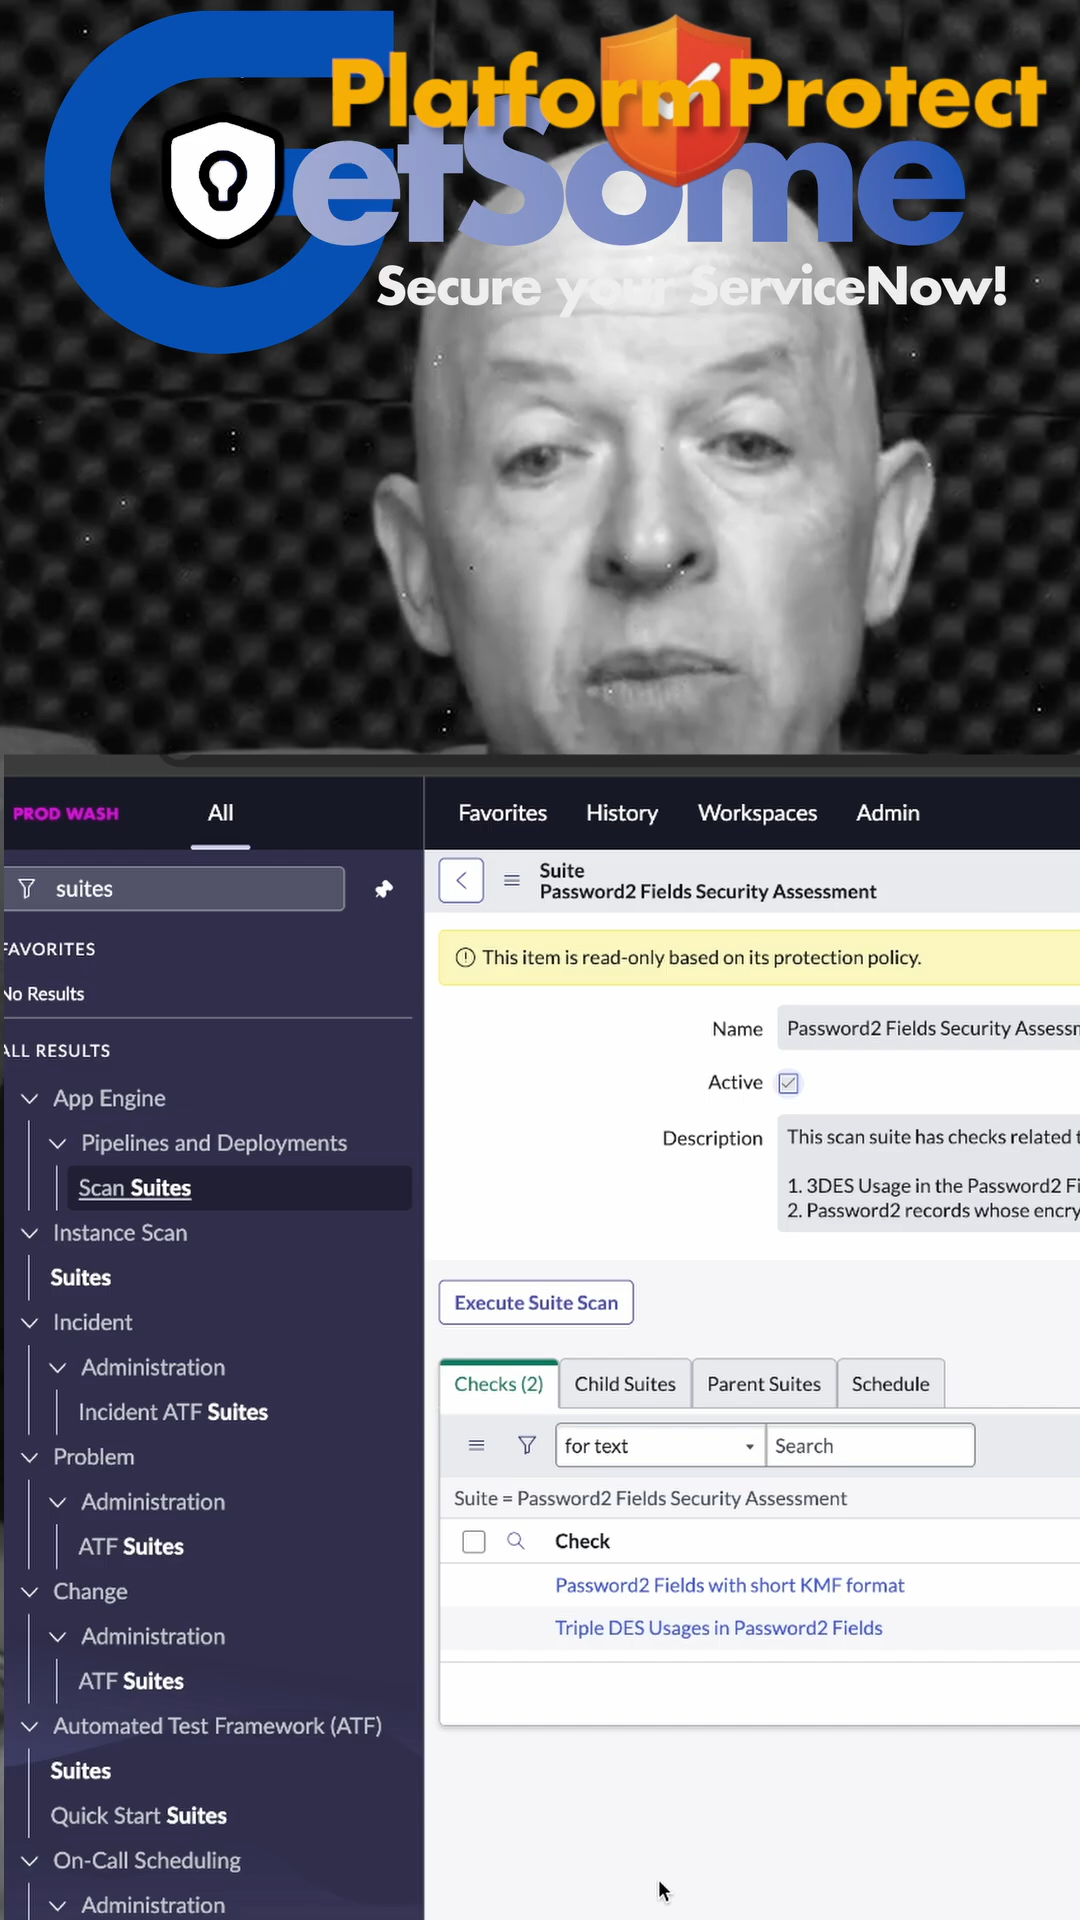 PlatformProtect
GetSome
Secure your ServiceNow!
PROD WASH
All
Favorites
History
Workspaces
Admin
suites
FAVORITES
No Results
ALL RESULTS
App Engine
Pipelines and Deployments
Scan Suites
Instance Scan
Suites
Incident
Administration
Incident ATF Suites
Problem
Administration
ATF Suites
Change
Administration
ATF Suites
Automated Test Framework (ATF)
Suites
Quick Start Suites
On-Call Scheduling
Administration
Suite
Password2 Fields Security Assessment
This item is read-only based on its protection policy.
Name
Password2 Fields Security Assessm
Active
Description
This scan suite has checks related t
1. 3DES Usage in the Password2 Fi
2. Password2 records whose encry
Execute Suite Scan
Checks (2)
Child Suites
Parent Suites
Schedule
for text
Search
Suite = Password2 Fields Security Assessment
Check
Password2 Fields with short KMF format
Triple DES Usages in Password2 Fields